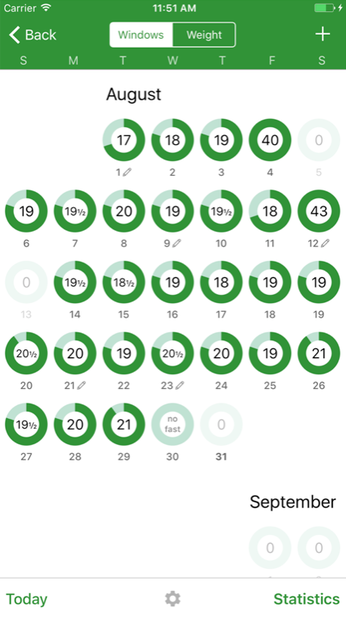 Carrier 11:51 AM
Back Windows Weight +
S M T W T F S
August
17 18 19 40 0
1 2 3 4 5
19 19½ 20 19 19½ 18 43
6 7 8 9 10 11 12
0 19½ 18½ 19 18 19 19
13 14 15 16 17 18 19
20½ 20 19 20½ 20 19 21
20 21 22 23 24 25 26
19½ 20 21 no fast 0
27 28 29 30 31
September
0 0
Today Statistics